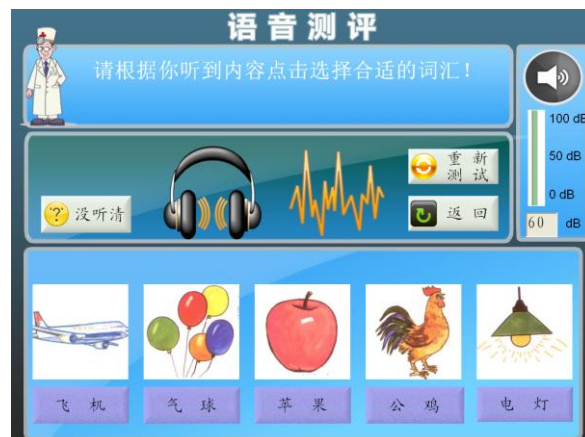 语音测评
请根据你听到内容点击选择合适的词汇！
100 dB
50 dB
0 dB
60 dB
没听清
重新
测试
返回
飞机
气球
苹果
公鸡
电灯